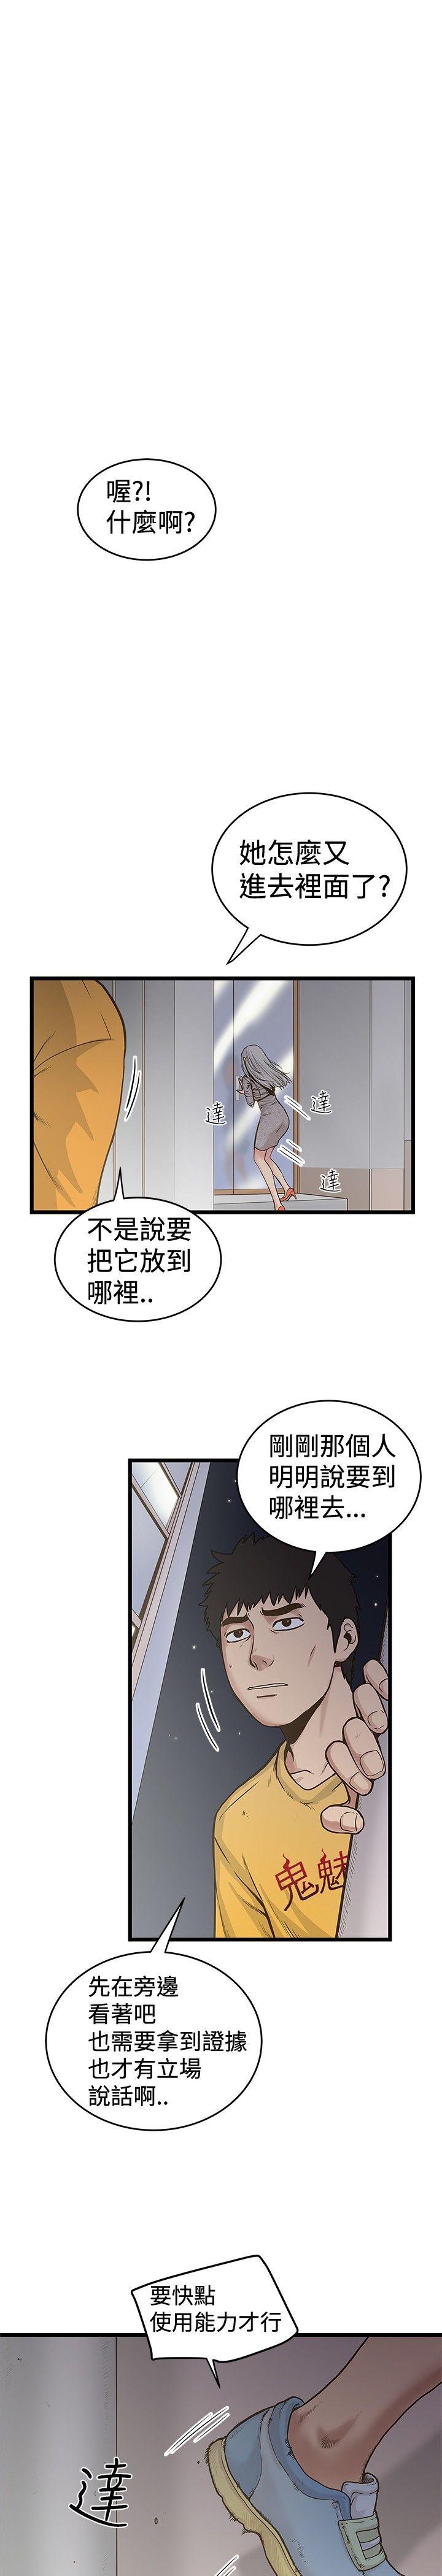 喔?!
什麼啊?
她怎麼又
進去裡面了?
達
達
達
不是說要
把它放到
哪裡..
剛剛那個人
明明說要到
哪裡去...
鬼魅
先在旁邊
看著吧
也需要拿到證據
也才有立場
說話啊..
要快點
使用能力才行
達